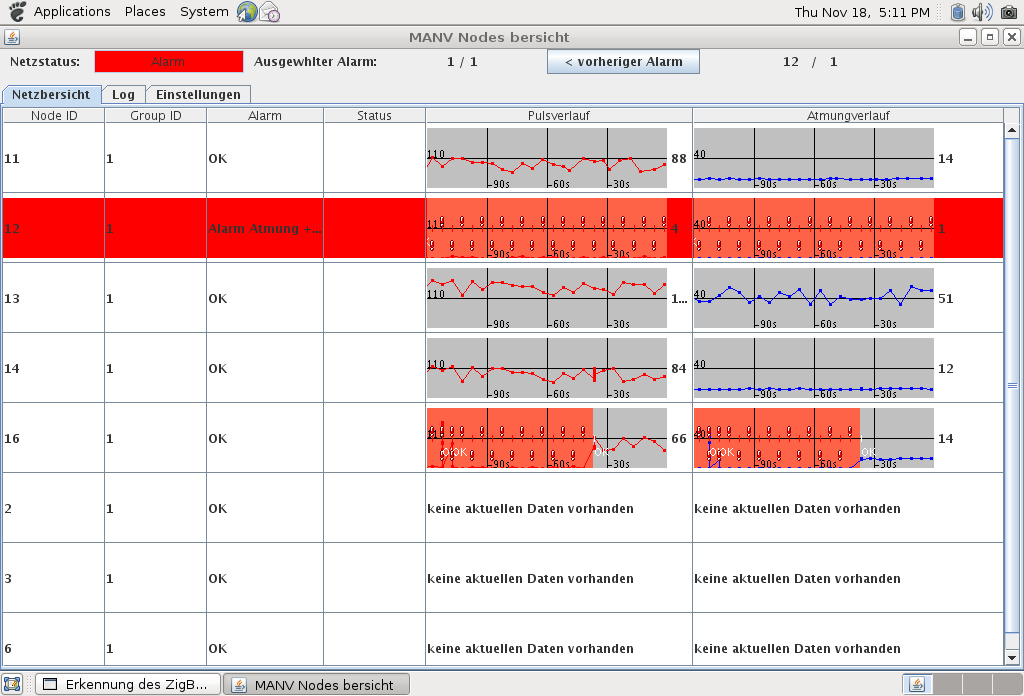 Applications Places System Thu Nov 18, 5:11 PM
MANV Nodes bersicht
Netzstatus: Alarm Ausgewhlter Alarm: 1 / 1 < vorheriger Alarm 12 / 1
Netzbersicht Log Einstellungen
Node ID Group ID Alarm Status Pulsverlauf Atmungverlauf
11 1 OK 110 -90s -60s -30s 88 40 -90s -60s -30s 14
12 1 Alarm Atmung +... 110 -90s -60s -30s 4 40 -90s -60s -30s 1
13 1 OK 110 -90s -60s -30s 1... 40 -90s -60s -30s 51
14 1 OK 110 -90s -60s -30s 84 40 -90s -60s -30s 12
16 1 OK 110 -90s -60s -30s OK 66 40 -90s -60s -30s OK 14
2 1 OK keine aktuellen Daten vorhanden keine aktuellen Daten vorhanden
3 1 OK keine aktuellen Daten vorhanden keine aktuellen Daten vorhanden
6 1 OK keine aktuellen Daten vorhanden keine aktuellen Daten vorhanden
Erkennung des ZigB... MANV Nodes bersicht